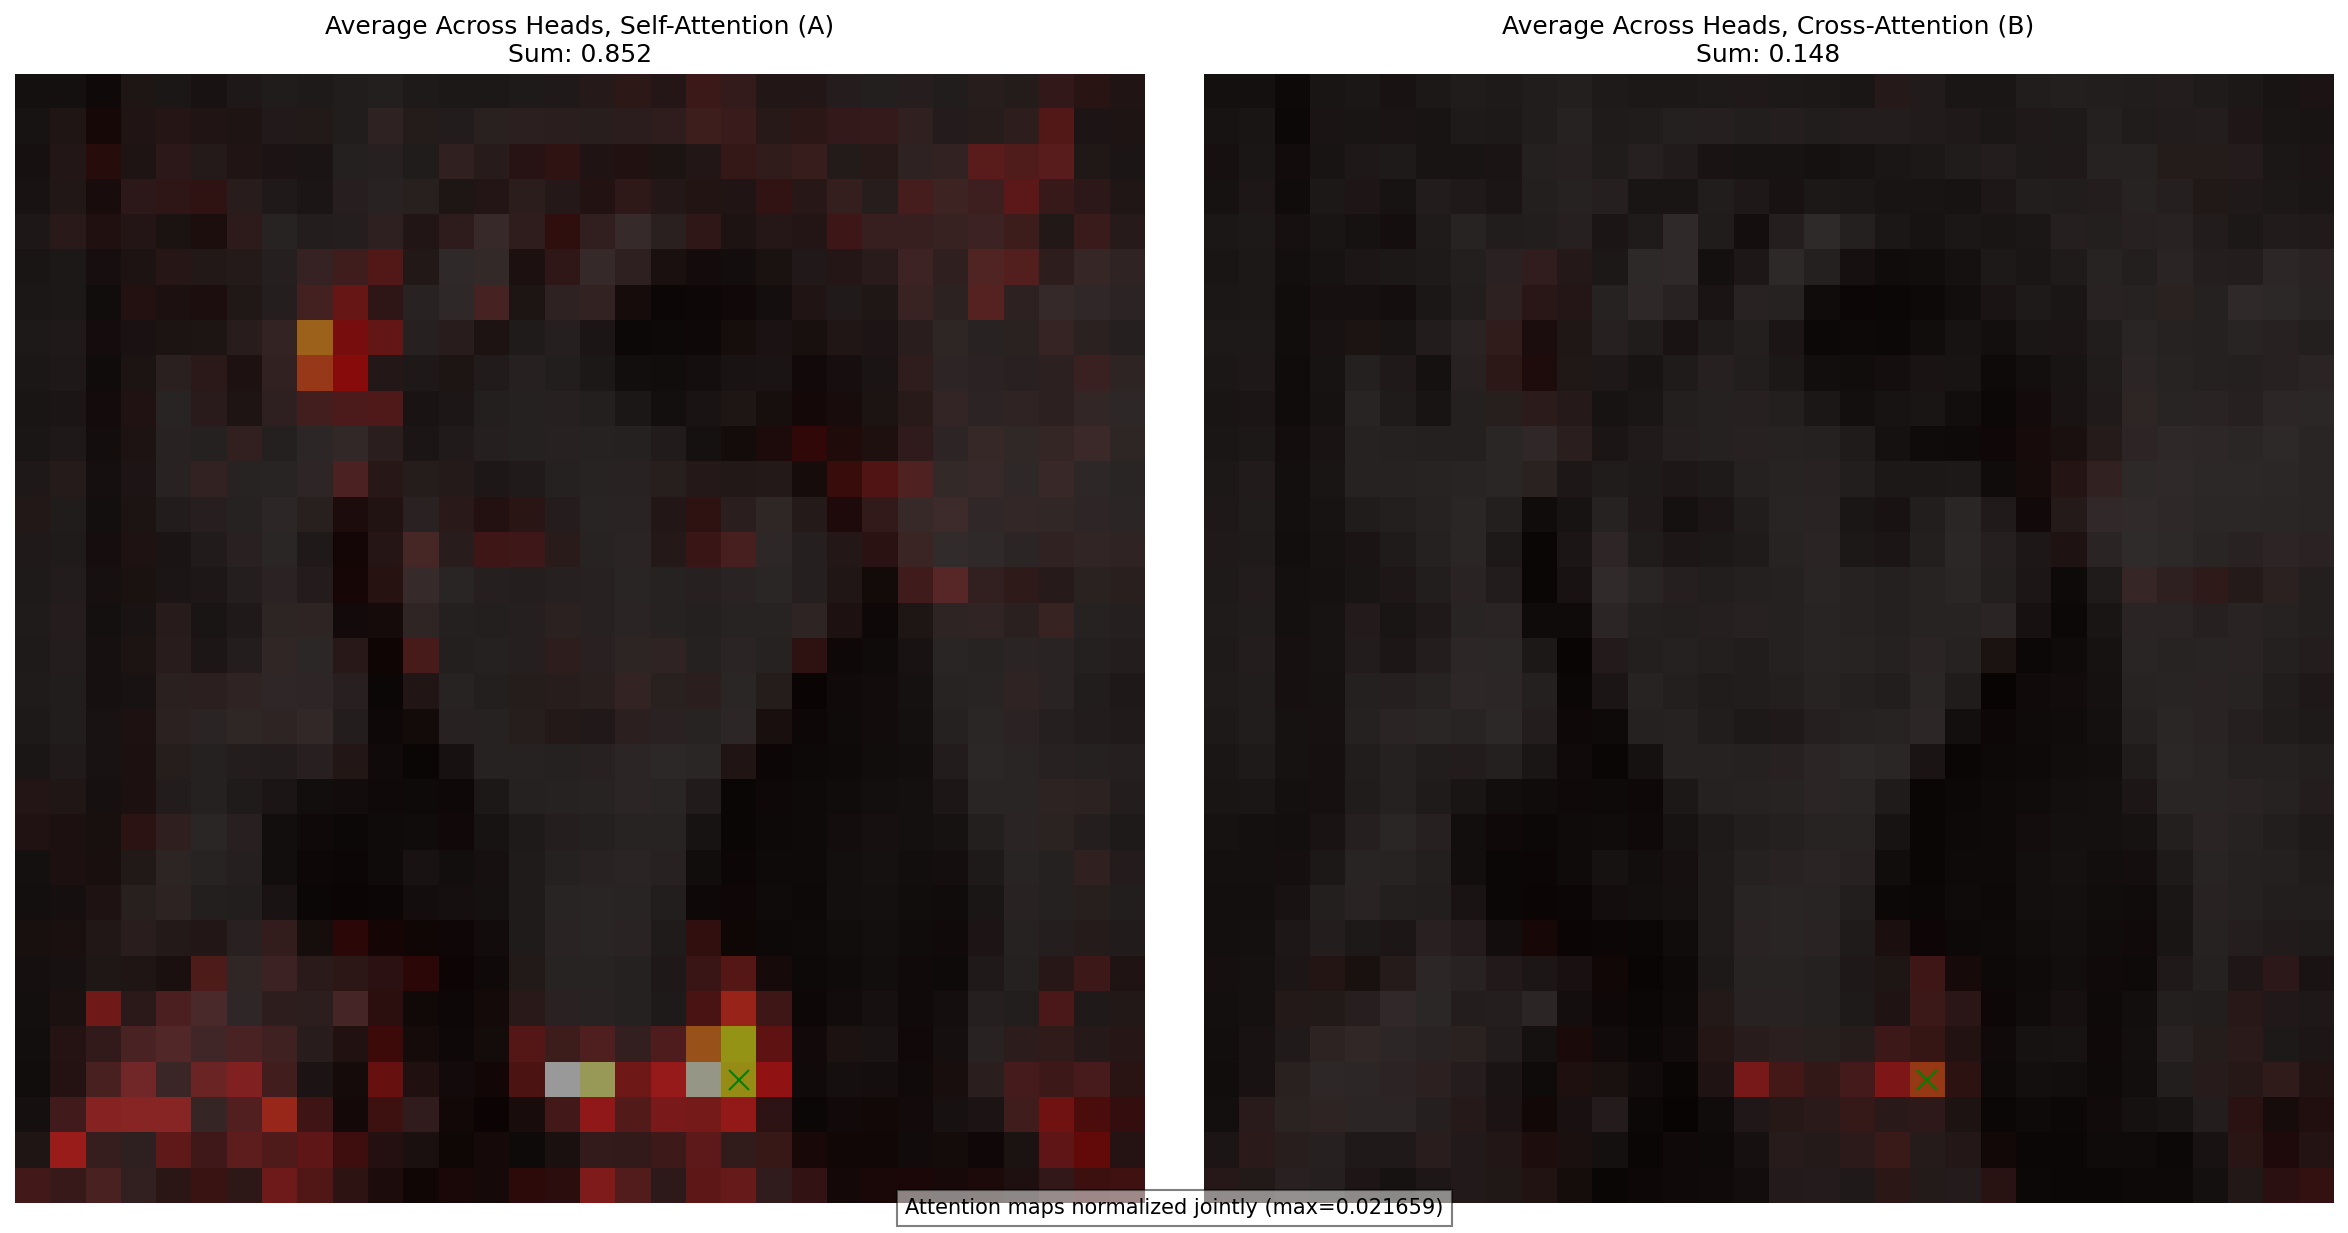 Average Across Heads, Self-Attention (A)
Sum: 0.852
Average Across Heads, Cross-Attention (B)
Sum: 0.148
Attention maps normalized jointly (max=0.021659)